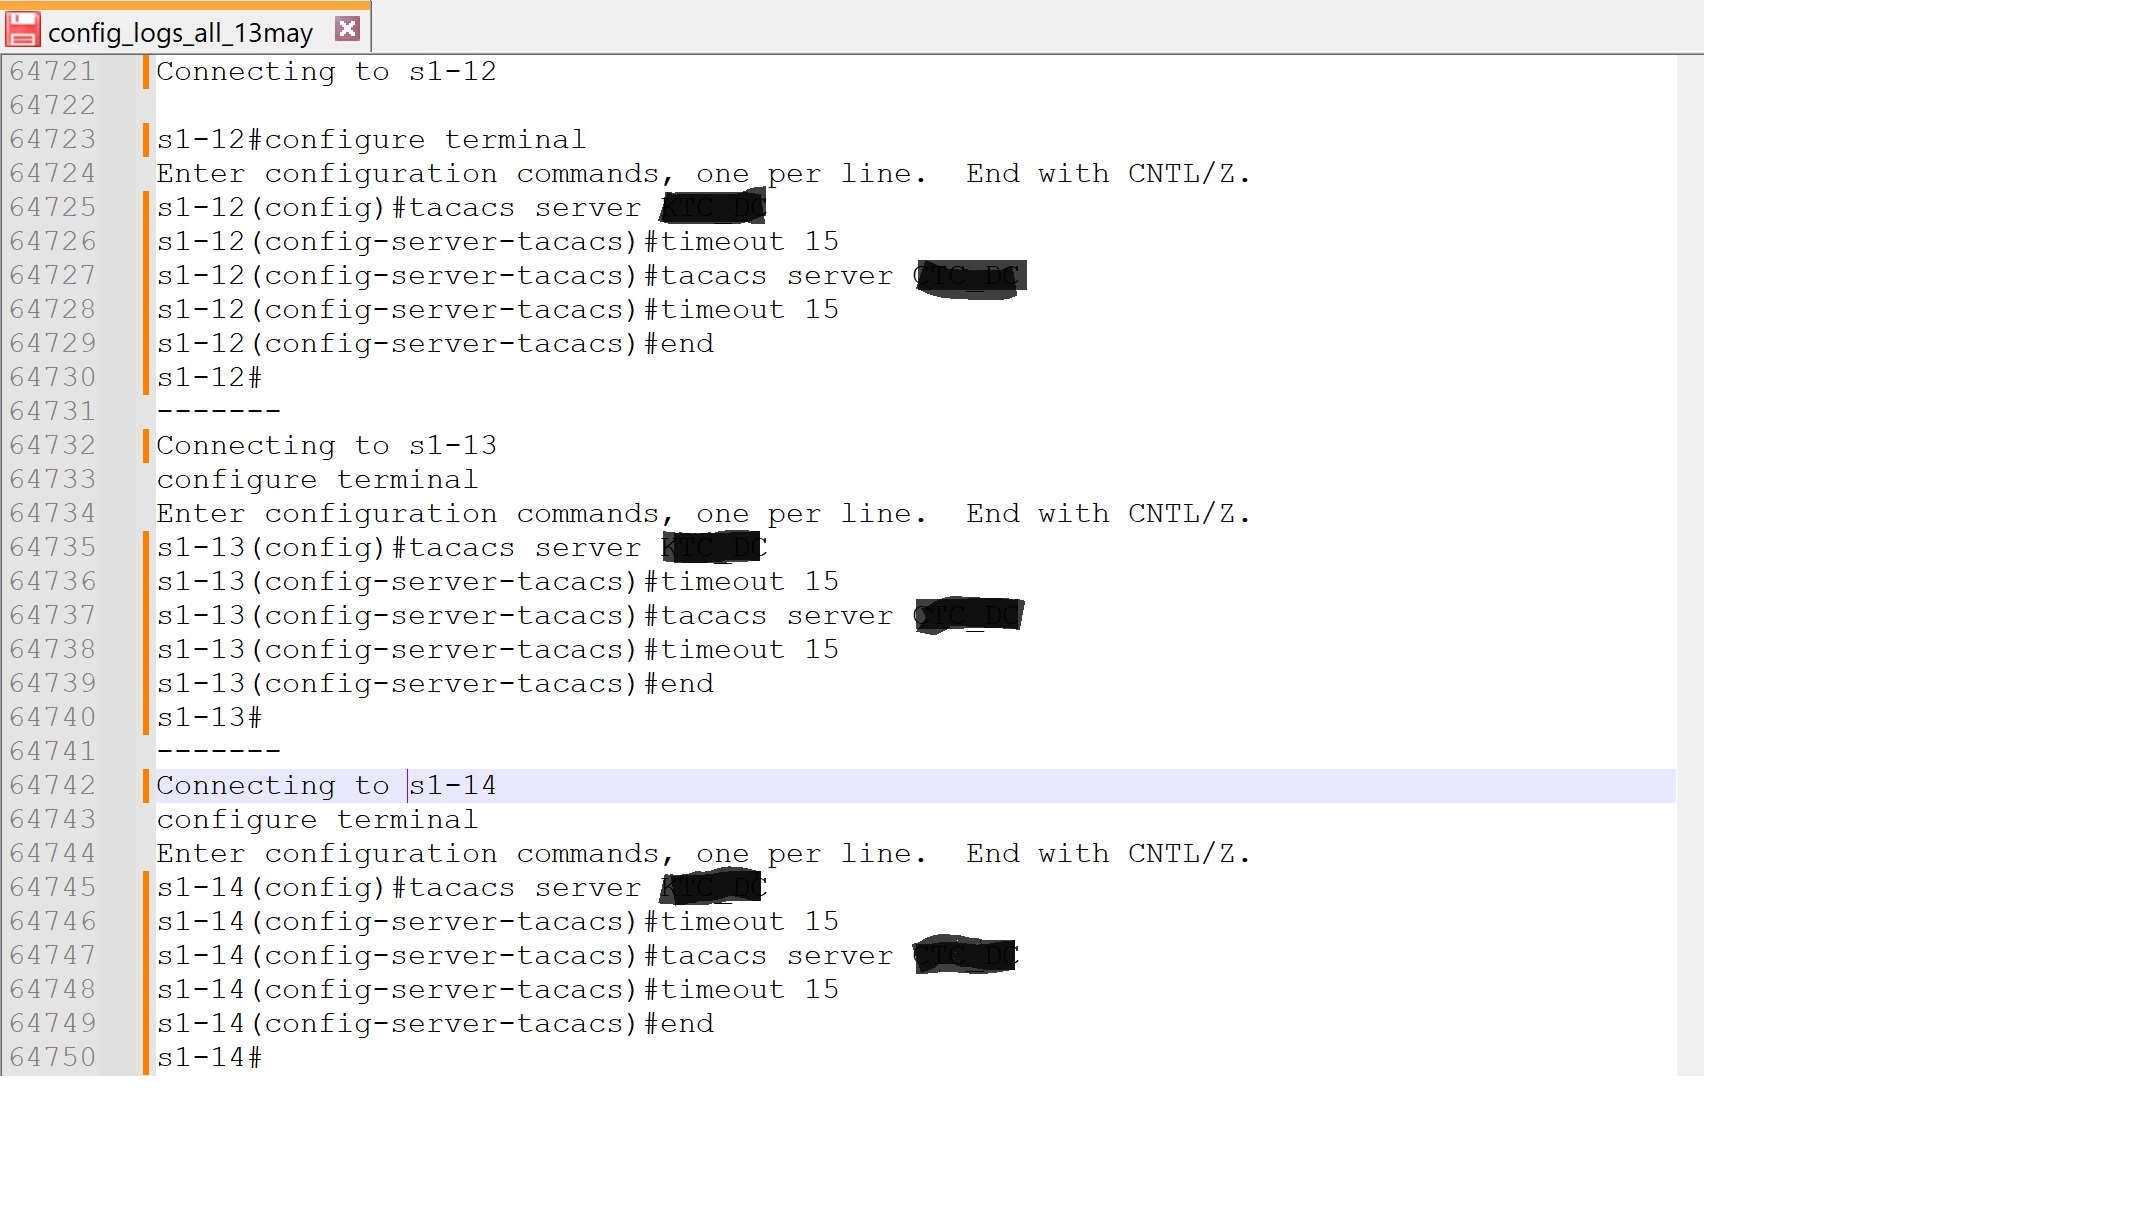 config_logs_all_13may
64721 Connecting to s1-12
64722
64723 s1-12#configure terminal
64724 Enter configuration commands, one per line.  End with CNTL/Z.
64725 s1-12(config)#tacacs server
64726 s1-12(config-server-tacacs)#timeout 15
64727 s1-12(config-server-tacacs)#tacacs server
64728 s1-12(config-server-tacacs)#timeout 15
64729 s1-12(config-server-tacacs)#end
64730 s1-12#
64731 -------
64732 Connecting to s1-13
64733 configure terminal
64734 Enter configuration commands, one per line.  End with CNTL/Z.
64735 s1-13(config)#tacacs server
64736 s1-13(config-server-tacacs)#timeout 15
64737 s1-13(config-server-tacacs)#tacacs server
64738 s1-13(config-server-tacacs)#timeout 15
64739 s1-13(config-server-tacacs)#end
64740 s1-13#
64741 -------
64742 Connecting to s1-14
64743 configure terminal
64744 Enter configuration commands, one per line.  End with CNTL/Z.
64745 s1-14(config)#tacacs server
64746 s1-14(config-server-tacacs)#timeout 15
64747 s1-14(config-server-tacacs)#tacacs server
64748 s1-14(config-server-tacacs)#timeout 15
64749 s1-14(config-server-tacacs)#end
64750 s1-14#